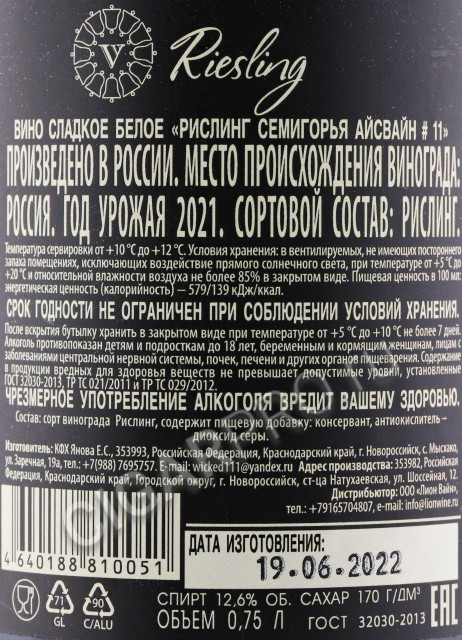 V
Riesling
ВИНО СЛАДКОЕ БЕЛОЕ «РИСЛИНГ СЕМИГОРЬЯ АЙСВАЙН # 11»
ПРОИЗВЕДЕНО В РОССИИ. МЕСТО ПРОИСХОЖДЕНИЯ ВИНОГРАДА:
РОССИЯ. ГОД УРОЖАЯ 2021. СОРТОВОЙ СОСТАВ: РИСЛИНГ.
Температура сервировки от +10 °C до +12 °C. Условия хранения: в вентилируемых, не имеющих постороннего
запаха помещениях, исключающих воздействие прямого солнечного света, при температуре от +5 °C до
+20 °C и относительной влажности воздуха не более 85% в закрытом виде. Пищевая ценность в 100 мл:
энергетическая ценность (калорийность) — 579/139 кДж/ккал.
СРОК ГОДНОСТИ НЕ ОГРАНИЧЕН ПРИ СОБЛЮДЕНИИ УСЛОВИЙ ХРАНЕНИЯ.
После вскрытия бутылку хранить в закрытом виде при температуре от +5 °C до +10 °C не более 7 дней.
Алкоголь противопоказан детям и подросткам до 18 лет, беременным и кормящим женщинам, лицам с
заболеваниями центральной нервной системы, почек, печени и других органов пищеварения. Содержание
в продукции вредных для здоровья веществ не превышает допустимые уровни, установленные
ГОСТ 32030-2013, ТР ТС 021/2011 и ТР ТС 029/2012.
ЧРЕЗМЕРНОЕ УПОТРЕБЛЕНИЕ АЛКОГОЛЯ ВРЕДИТ ВАШЕМУ ЗДОРОВЬЮ.
Состав: сорт винограда Рислинг, содержит пищевую добавку: консервант, антиокислитель –
диоксид серы.
Изготовитель: КФХ Янова Е.С., 353993, Российская Федерация, Краснодарский край, г. Новороссийск, с. Мысхако,
ул. Заречная, 19а, тел.: +7(988) 7695757. E-mail: wicked111@yandex.ru Адрес производства: 353982, Российская
Федерация, Краснодарский край, Городской округ, г. Новороссийск, ст-ца Натухаевская, ул. Шоссейная, 12.
Дистрибьютор: ООО «Лион Вайн»,
тел.: +79165704807, e-mail: info@lionwine.ru
4 640188 810051
ДАТА ИЗГОТОВЛЕНИЯ:
19.06.2022
71
GL
90
C/ALU
СПИРТ 12,6% ОБ. САХАР 170 Г/ДМ³
ОБЪЕМ 0,75 Л ГОСТ 32030-2013
EAC